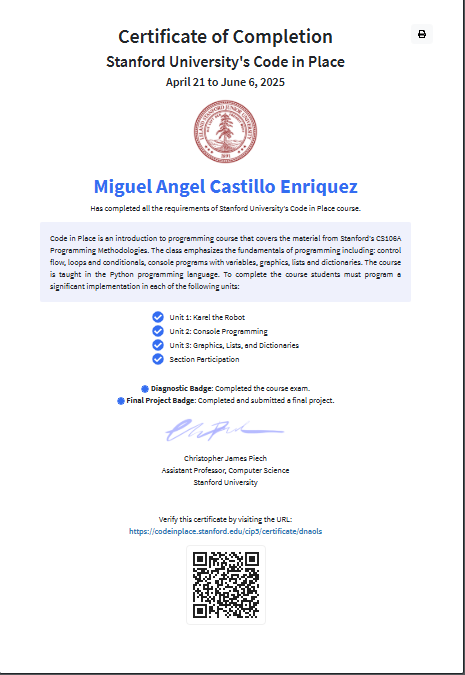 Certificate of Completion
Stanford University's Code in Place
April 21 to June 6, 2025
Miguel Angel Castillo Enriquez
Has completed all the requirements of Stanford University's Code in Place course.
Code in Place is an introduction to programming course that covers the material from Stanford's CS106A
Programming Methodologies. The class emphasizes the fundamentals of programming including: control
flow, loops and conditionals, console programs with variables, graphics, lists and dictionaries. The course
is taught in the Python programming language. To complete the course students must program a
significant implementation in each of the following units:
Unit 1: Karel the Robot
Unit 2: Console Programming
Unit 3: Graphics, Lists, and Dictionaries
Section Participation
Diagnostic Badge: Completed the course exam.
Final Project Badge: Completed and submitted a final project.
Christopher James Piech
Assistant Professor, Computer Science
Stanford University
Verify this certificate by visiting the URL:
https://codeinplace.stanford.edu/cip5/certificate/dnaols